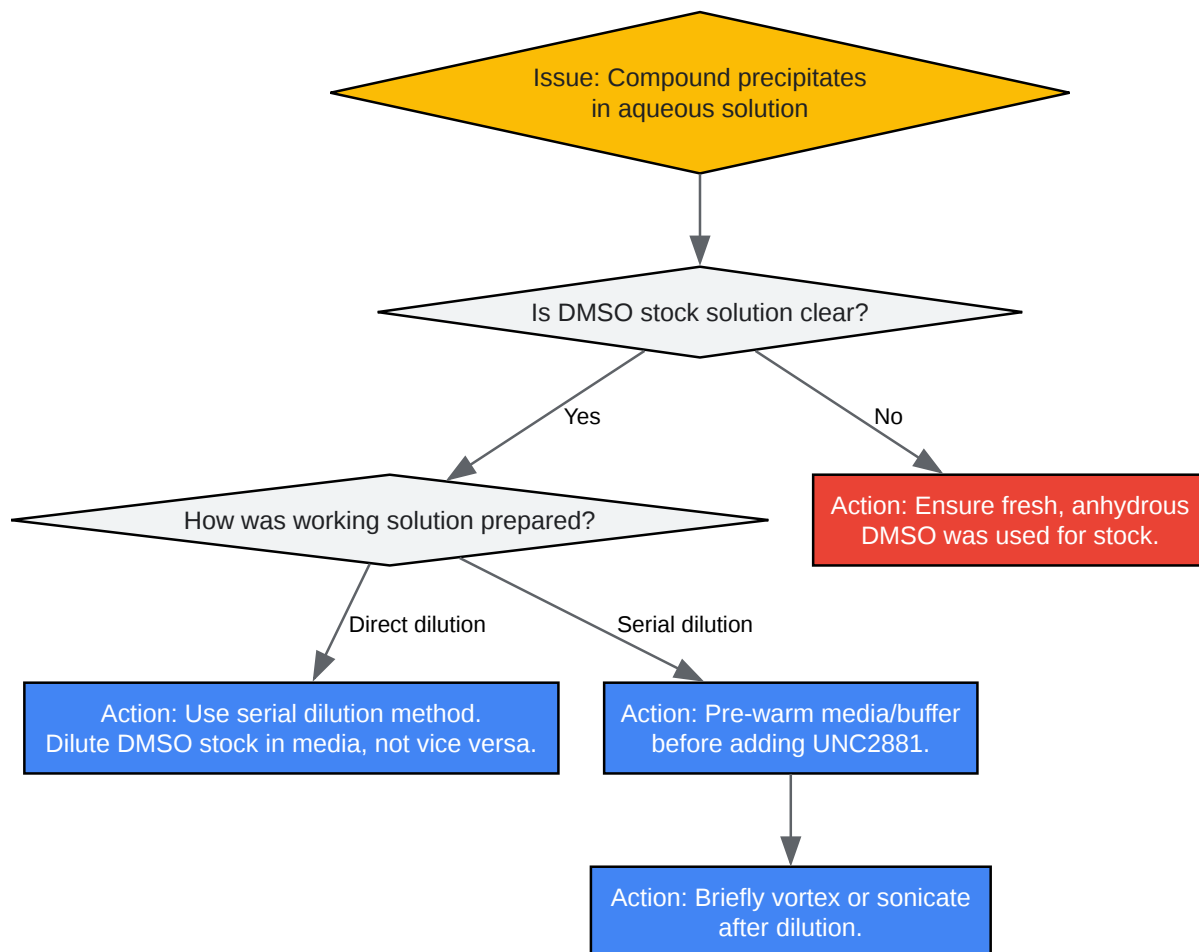 Issue: Compound precipitates
in aqueous solution
Is DMSO stock solution clear?
Yes
No
How was working solution prepared?
Action: Ensure fresh, anhydrous
DMSO was used for stock.
Direct dilution
Serial dilution
Action: Use serial dilution method.
Dilute DMSO stock in media, not vice versa.
Action: Pre-warm media/buffer
before adding UNC2881.
Action: Briefly vortex or sonicate
after dilution.